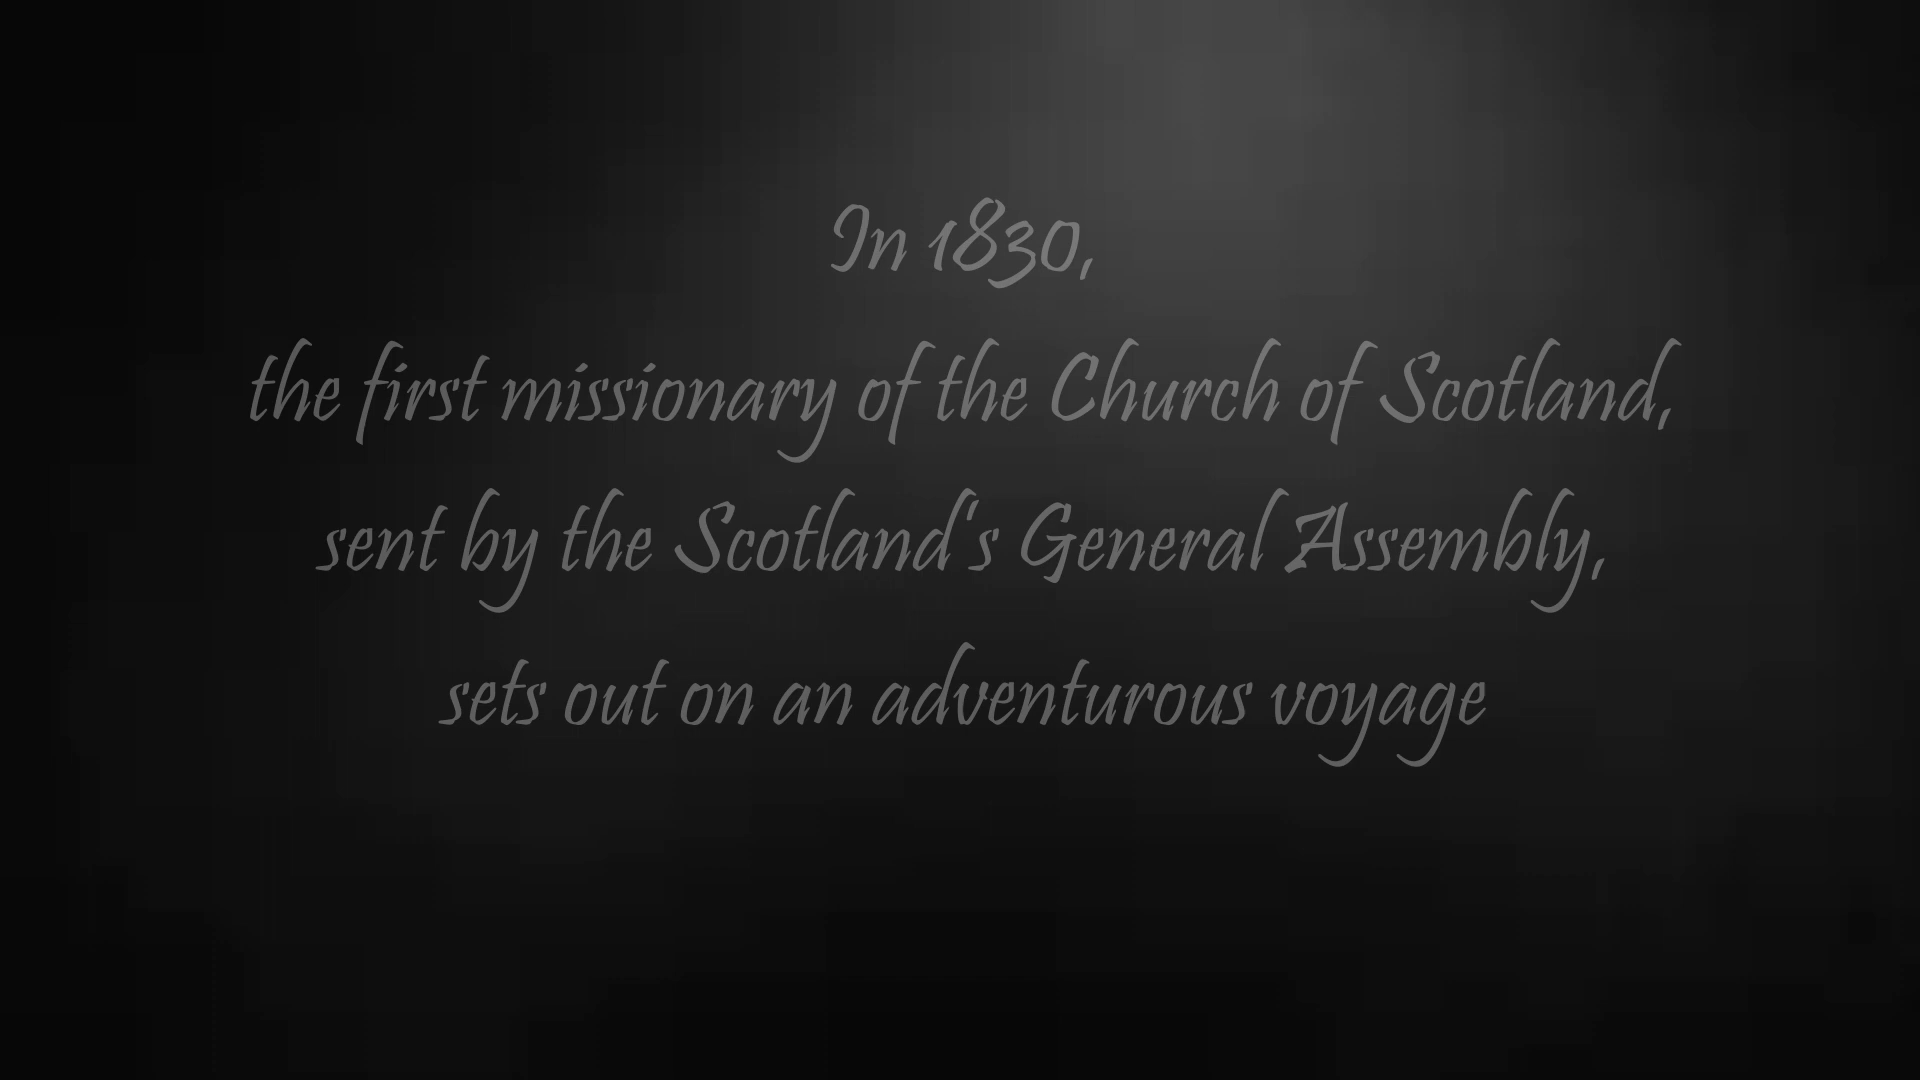 In 1830,
the first missionary of the Church of Scotland,
sent by the Scotland's General Assembly,
sets out on an adventurous voyage